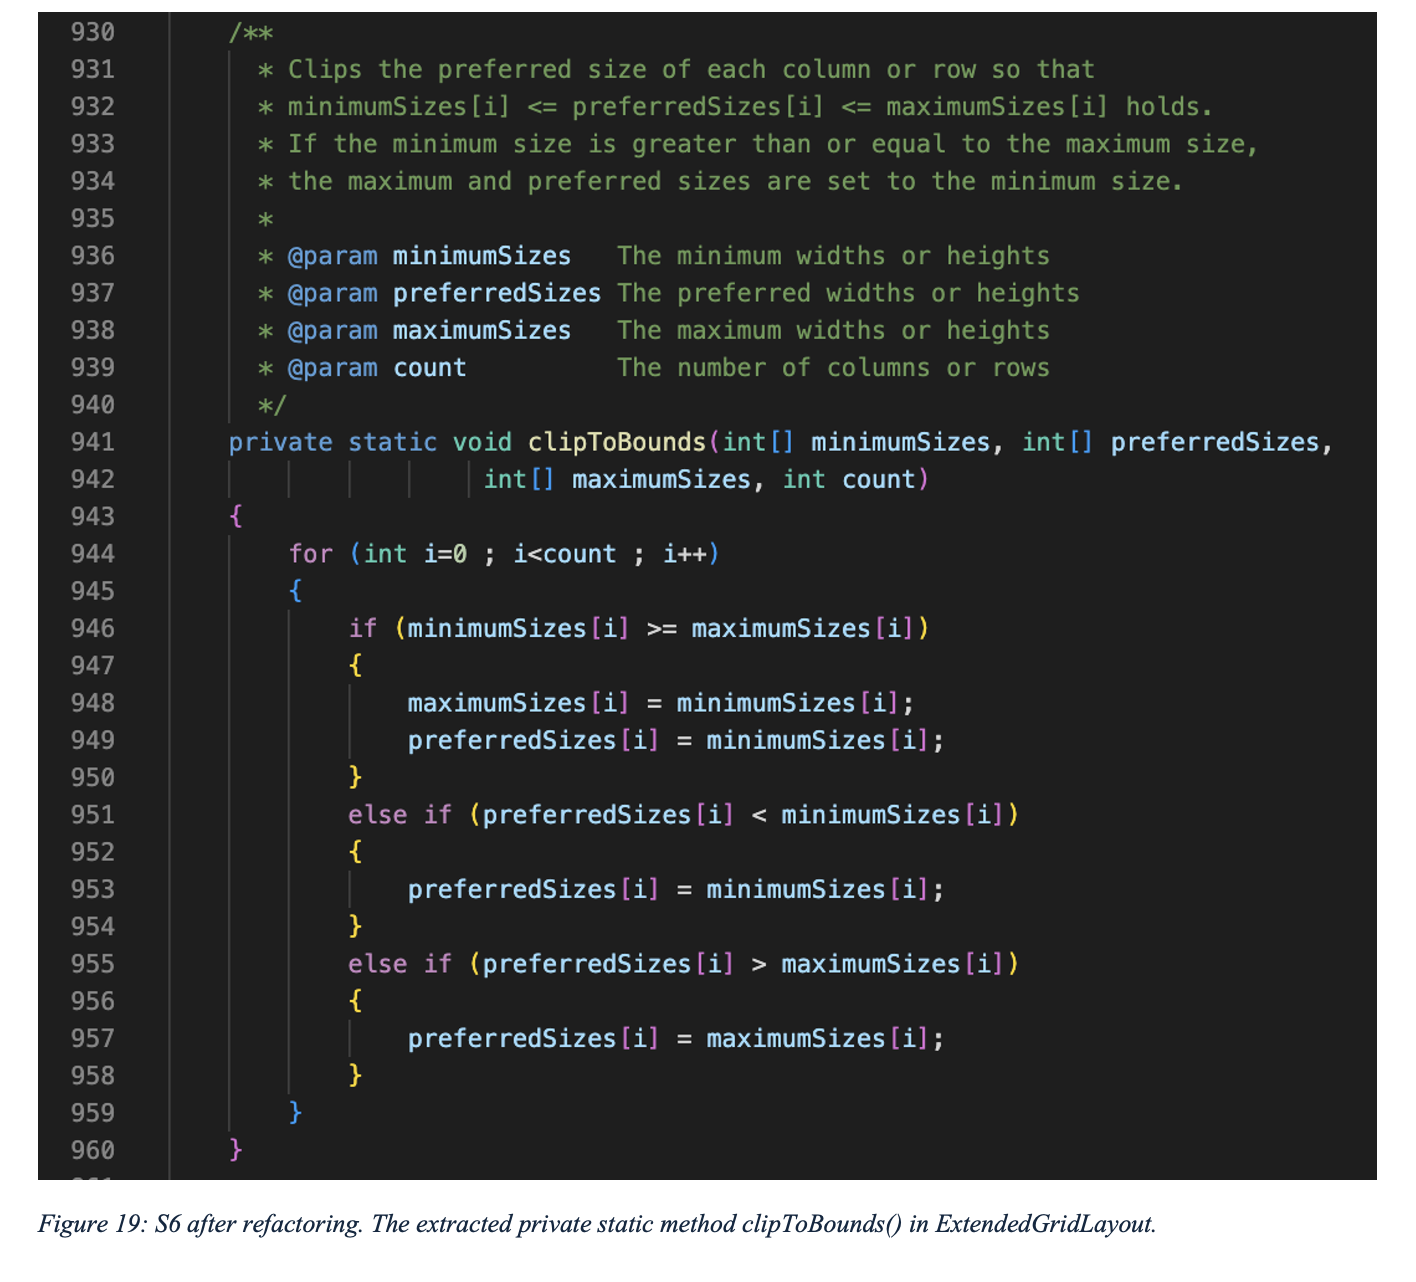 930 /**
931 * Clips the preferred size of each column or row so that
932 * minimumSizes[i] <= preferredSizes[i] <= maximumSizes[i] holds.
933 * If the minimum size is greater than or equal to the maximum size,
934 * the maximum and preferred sizes are set to the minimum size.
935 *
936 * @param minimumSizes   The minimum widths or heights
937 * @param preferredSizes The preferred widths or heights
938 * @param maximumSizes   The maximum widths or heights
939 * @param count          The number of columns or rows
940 */
941 private static void clipToBounds(int[] minimumSizes, int[] preferredSizes,
942 int[] maximumSizes, int count)
943 {
944 for (int i=0 ; i<count ; i++)
945 {
946 if (minimumSizes[i] >= maximumSizes[i])
947 {
948 maximumSizes[i] = minimumSizes[i];
949 preferredSizes[i] = minimumSizes[i];
950 }
951 else if (preferredSizes[i] < minimumSizes[i])
952 {
953 preferredSizes[i] = minimumSizes[i];
954 }
955 else if (preferredSizes[i] > maximumSizes[i])
956 {
957 preferredSizes[i] = maximumSizes[i];
958 }
959 }
960 }
Figure 19: S6 after refactoring. The extracted private static method clipToBounds() in ExtendedGridLayout.